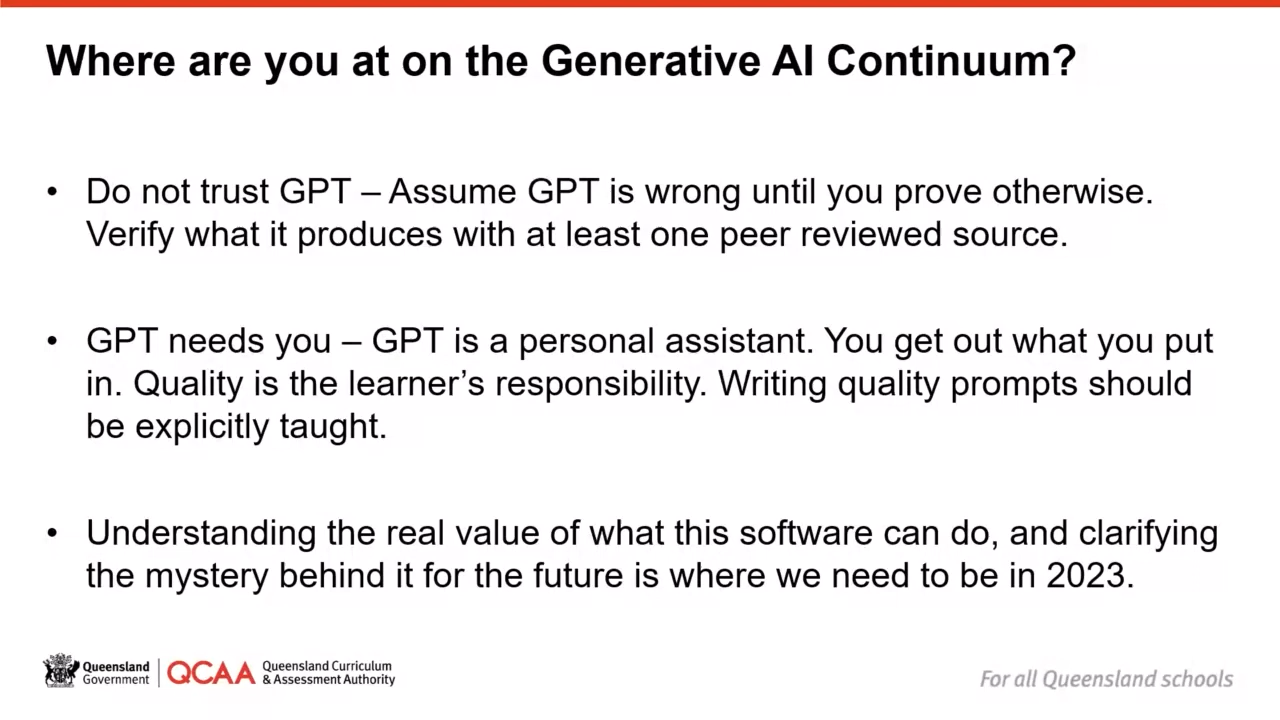 Where are you at on the Generative AI Continuum?
• Do not trust GPT – Assume GPT is wrong until you prove otherwise.
Verify what it produces with at least one peer reviewed source.
• GPT needs you – GPT is a personal assistant. You get out what you put
in. Quality is the learner’s responsibility. Writing quality prompts should
be explicitly taught.
• Understanding the real value of what this software can do, and clarifying
the mystery behind it for the future is where we need to be in 2023.
Queensland
Government
QCAA
Queensland Curriculum
& Assessment Authority
For all Queensland schools